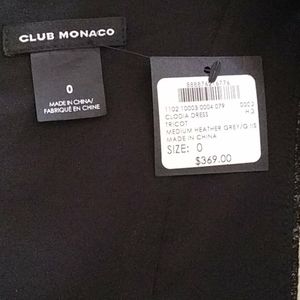 CLUB MONACO
0
MADE IN CHINA/
FABRIQUÉ EN CHINE
CLODIA DRESS
TRICOT
MEDIUM HEATHER GREY/G IS
MADE IN CHINA
SIZE: 0
$369.00